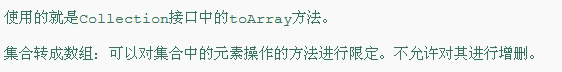 使用的就是Collection接口中的toArray方法。
集合转成数组：可以对集合中的元素操作的方法进行限定。不允许对其进行增删。